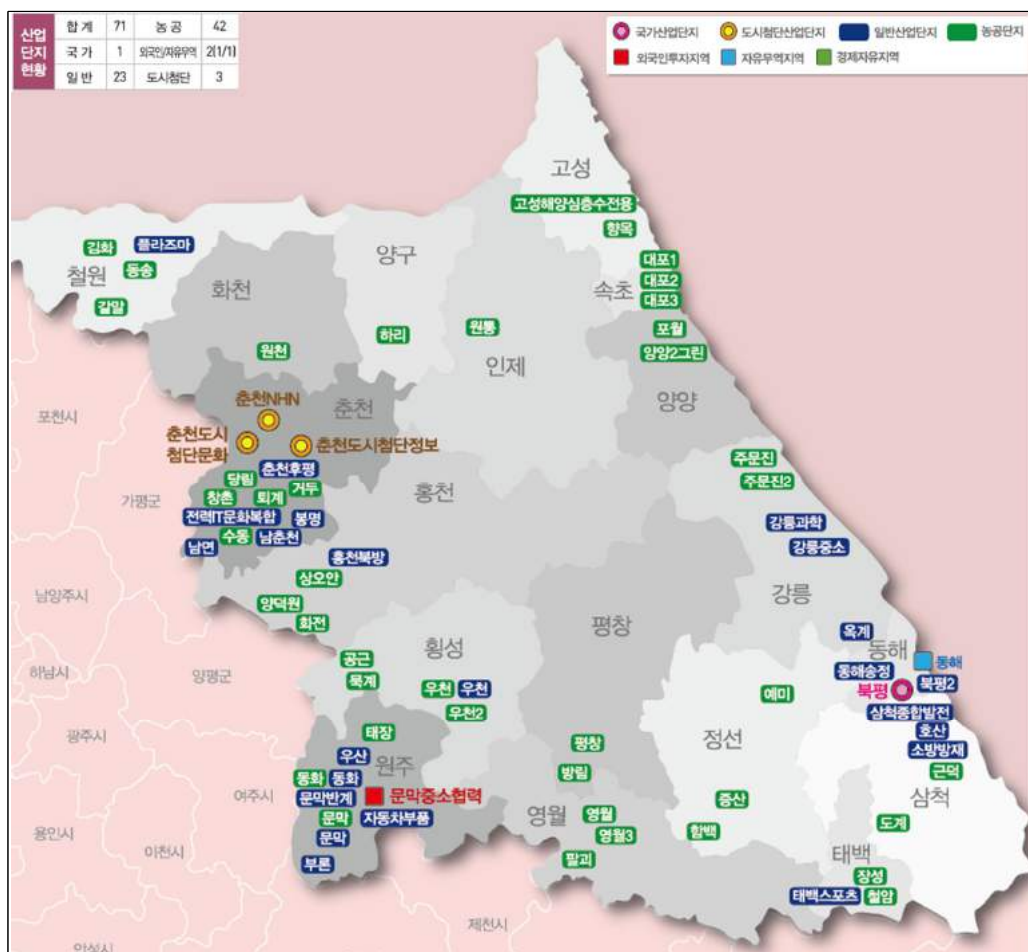 산업 단지 현황
합계 71 농공 42
국가 1 외국인/자유무역 2(1/1)
일반 23 도시첨단 3
국가산업단지 도시첨단산업단지 일반산업단지 농공단지
외국인투자지역 자유무역지역 경제자유지역
고성
고성해양심층수전용
향목
김화 플라즈마
양구
대포1
철원 동송
화천
대포2
속초
갈말
대포3
하리 원통
포월
원천
인제
양양2그린
춘천NHN
춘천
양양
포천시
춘천도시
첨단문화
춘천도시첨단정보
주문진
당림 춘천후평
홍천
주문진2
가평군
창촌 퇴계 거두
전력IT문화복합 봉명
강릉과학
남면 수동 남춘천
강릉중소
홍천북방
상오안
남양주시
강릉
양덕원
화전
평창
옥계
횡성
동해
공근
동해
하남시
양평군
동해송정
북평2
묵계
우천 우천
예미
북평
우천2
삼척종합발전
태장
호산
광주시
정선
평창
우산
원주
소방방재
방림
근덕
동화 동화
여주시
문막반계
문막중소협력
증산
삼척
영월
영월
문막 자동차부품
도계
용인시
문막
영월3
함백
이천시
태백
팔괴
부론
장성
태백스포츠 철암
제천시
안성시